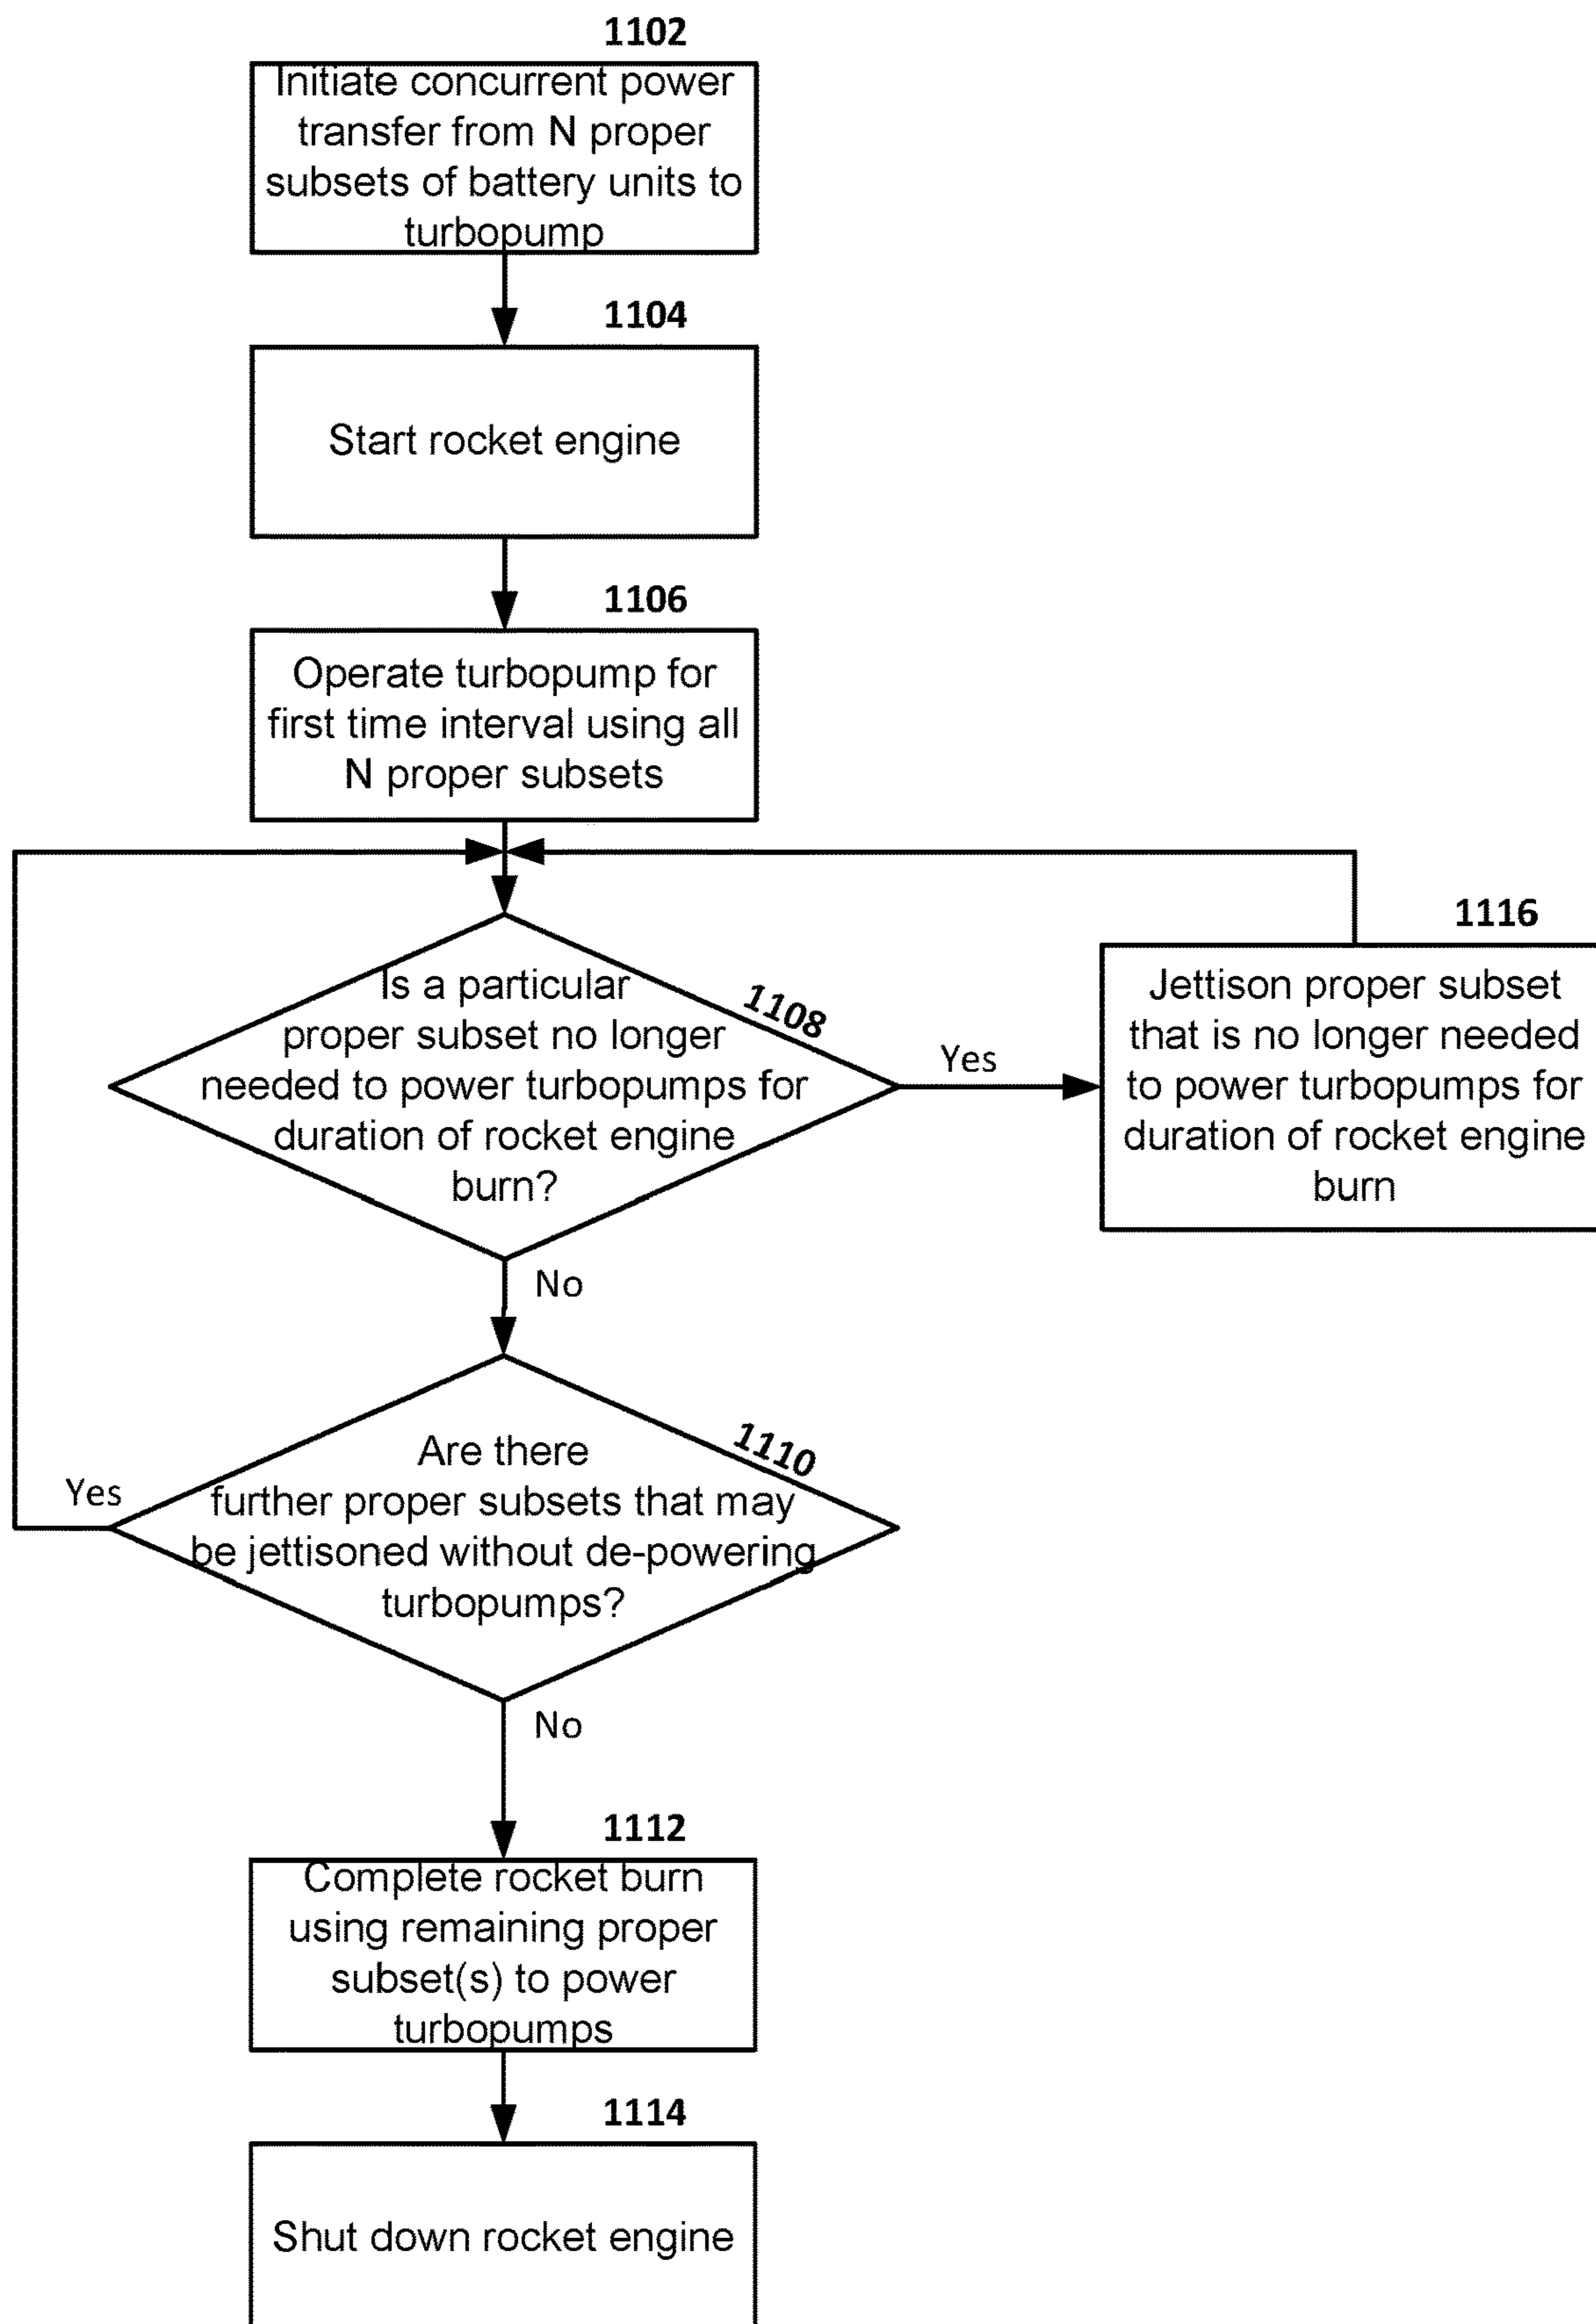 1102
Initiate concurrent power
transfer from N proper
subsets of battery units to
turbopump
1104
Start rocket engine
1106
Operate turbopump for
first time interval using all
N proper subsets
1108
Is a particular
proper subset no longer
needed to power turbopumps for
duration of rocket engine
burn?
Yes
1116
Jettison proper subset
that is no longer needed
to power turbopumps for
duration of rocket engine
burn
No
1110
Are there
further proper subsets that may
be jettisoned without de-powering
turbopumps?
Yes
No
1112
Complete rocket burn
using remaining proper
subset(s) to power
turbopumps
1114
Shut down rocket engine